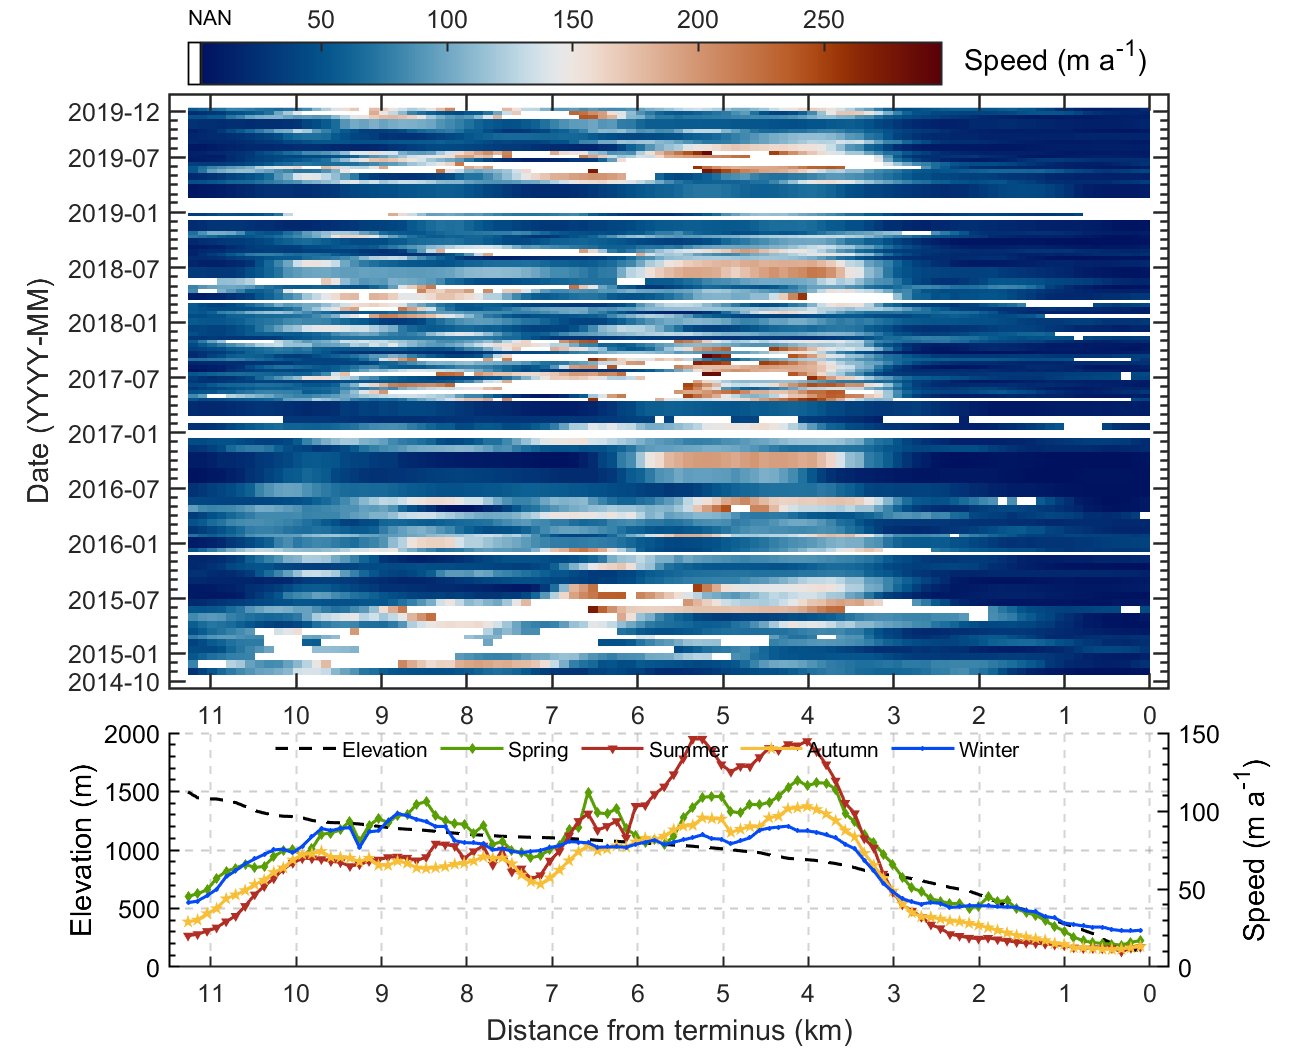 NAN 50 100 150 200 250
Speed (m a⁻¹)
Date (YYYY-MM)
2019-12
2019-07
2019-01
2018-07
2018-01
2017-07
2017-01
2016-07
2016-01
2015-07
2015-01
2014-10
11 10 9 8 7 6 5 4 3 2 1 0
Elevation Spring Summer Autumn Winter
Elevation (m)
2000
1500
1000
500
0
150
100
50
0
Speed (m a⁻¹)
11 10 9 8 7 6 5 4 3 2 1 0
Distance from terminus (km)